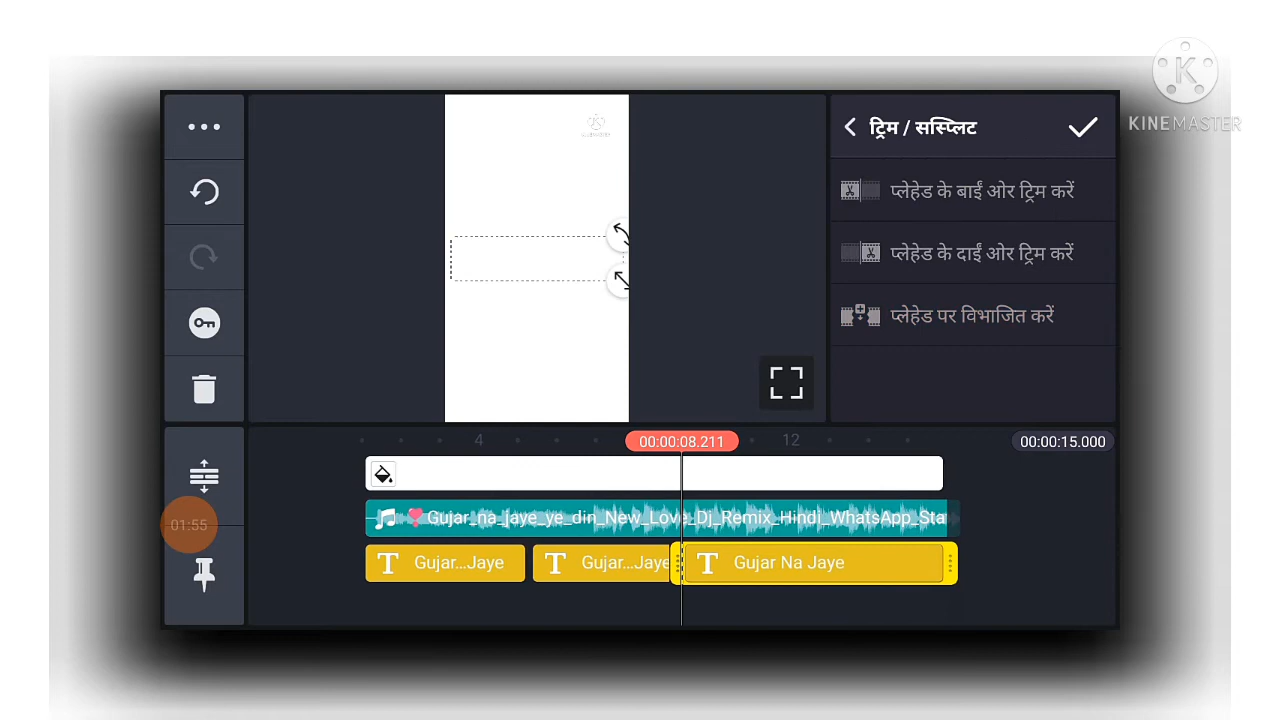 KINEMASTER
ट्रिम / सस्प्लिट
प्लेहेड के बाईं ओर ट्रिम करें
प्लेहेड के दाईं ओर ट्रिम करें
प्लेहेड पर विभाजित करें
4
00:00:08.211
12
00:00:15.000
01:55
Gujar_na_jaye_ye_din_New_Love_Dj_Remix_Hindi_WhatsApp_Sta
Gujar...Jaye
Gujar...Jaye
Gujar Na Jaye